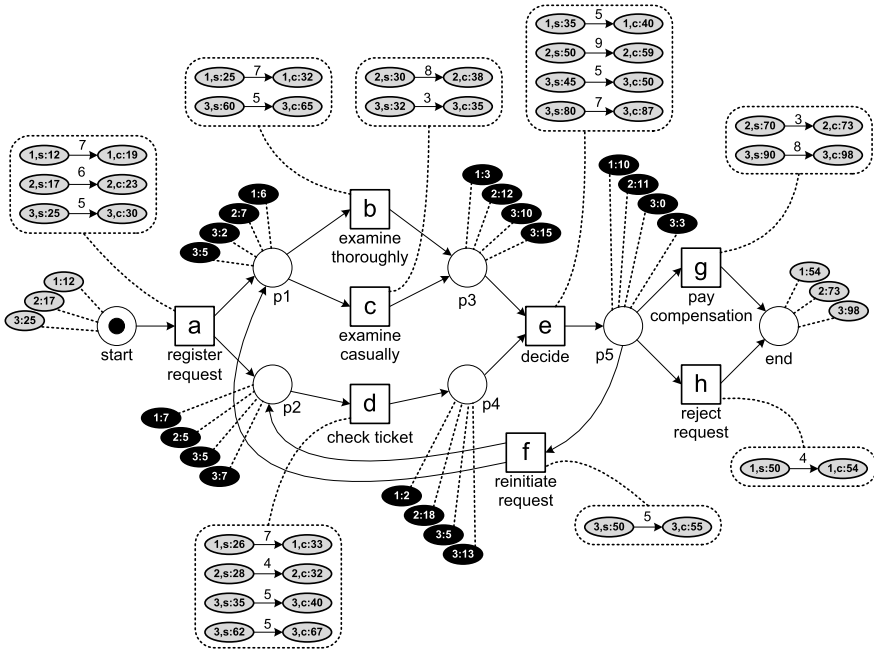 1,s:35 5 1,c:40
2,s:50 9 2,c:59
3,s:45 5 3,c:50
3,s:80 7 3,c:87
1,s:25 7 1,c:32
3,s:60 5 3,c:65
2,s:30 8 2,c:38
3,s:32 3 3,c:35
2,s:70 3 2,c:73
3,s:90 8 3,c:98
1,s:12 7 1,c:19
2,s:17 6 2,c:23
3,s:25 5 3,c:30
1:6
2:7
3:2
3:5
1:3
2:12
3:10
3:15
1:10
2:11
3:0
3:3
b
examine
thoroughly
p1
p3
g
pay
compensation
1:54
2:73
3:98
1:12
2:17
3:25
start
a
register
request
c
examine
casually
e
decide
p5
end
p2
d
check ticket
p4
h
reject
request
1:7
2:5
3:5
3:7
f
reinitiate
request
1:2
2:18
3:5
3:13
1,s:50 4 1,c:54
3,s:50 5 3,c:55
1,s:26 7 1,c:33
2,s:28 4 2,c:32
3,s:35 5 3,c:40
3,s:62 5 3,c:67